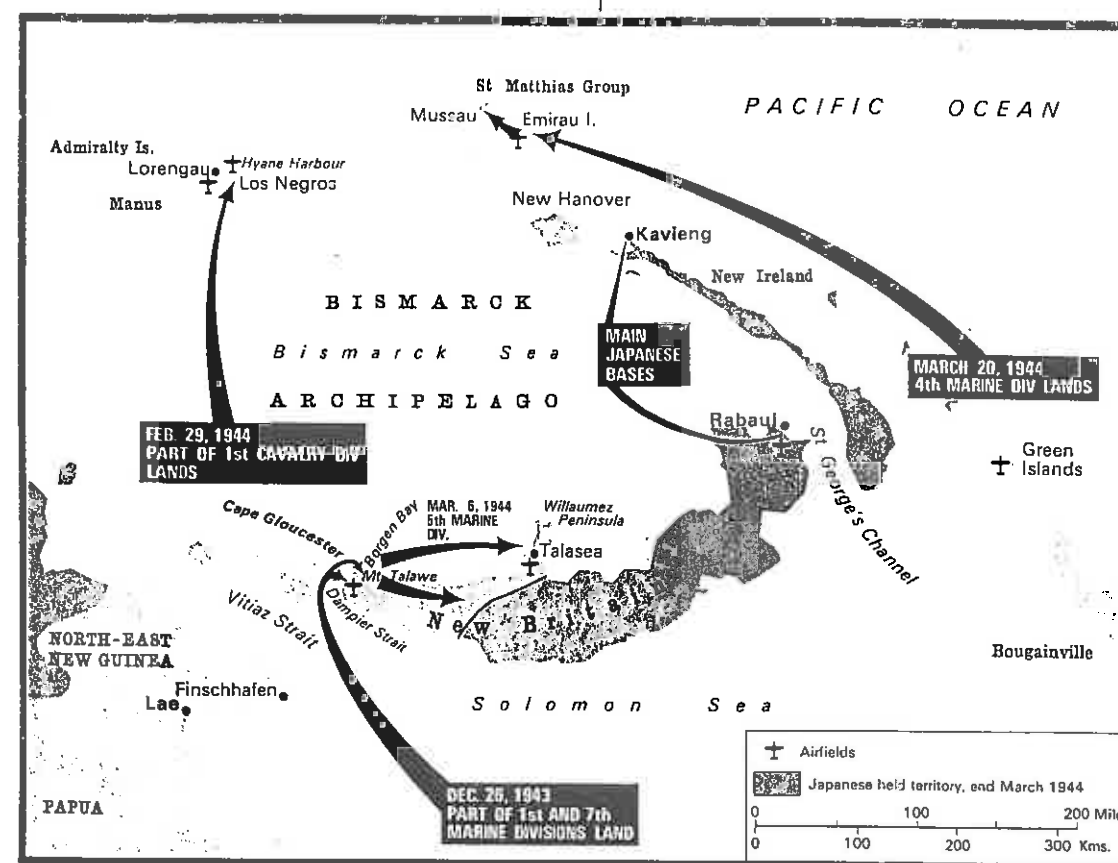 St Matthias Group
Mussau
Emirau I.
PACIFIC OCEAN
Admiralty Is.
Lorengau
Hyane Harbour
Los Negros
Manus
New Hanover
Kavieng
New Ireland
BISMARCK
Bismarck Sea
ARCHIPELAGO
MAIN
JAPANESE
BASES
MARCH 20, 1944
4th MARINE DIV LANDS
FEB. 29, 1944
PART OF 1st CAVALRY DIV
LANDS
Rabaul
St George's Channel
Green
Islands
Cape Gloucester
Borgen Bay
MAR. 6, 1944
5th MARINE
DIV.
Willaumez
Peninsula
Talasea
Mt Talawe
Dampier Strait
Vitiaz Strait
New Britain
NORTH-EAST
NEW GUINEA
Finschhafen
Lae
Bougainville
Solomon Sea
PAPUA
DEC. 26, 1943
PART OF 1st AND 7th
MARINE DIVISIONS LAND
Airfields
Japanese held territory, end March 1944
0 100 200 Mile
0 100 200 300 Kms.